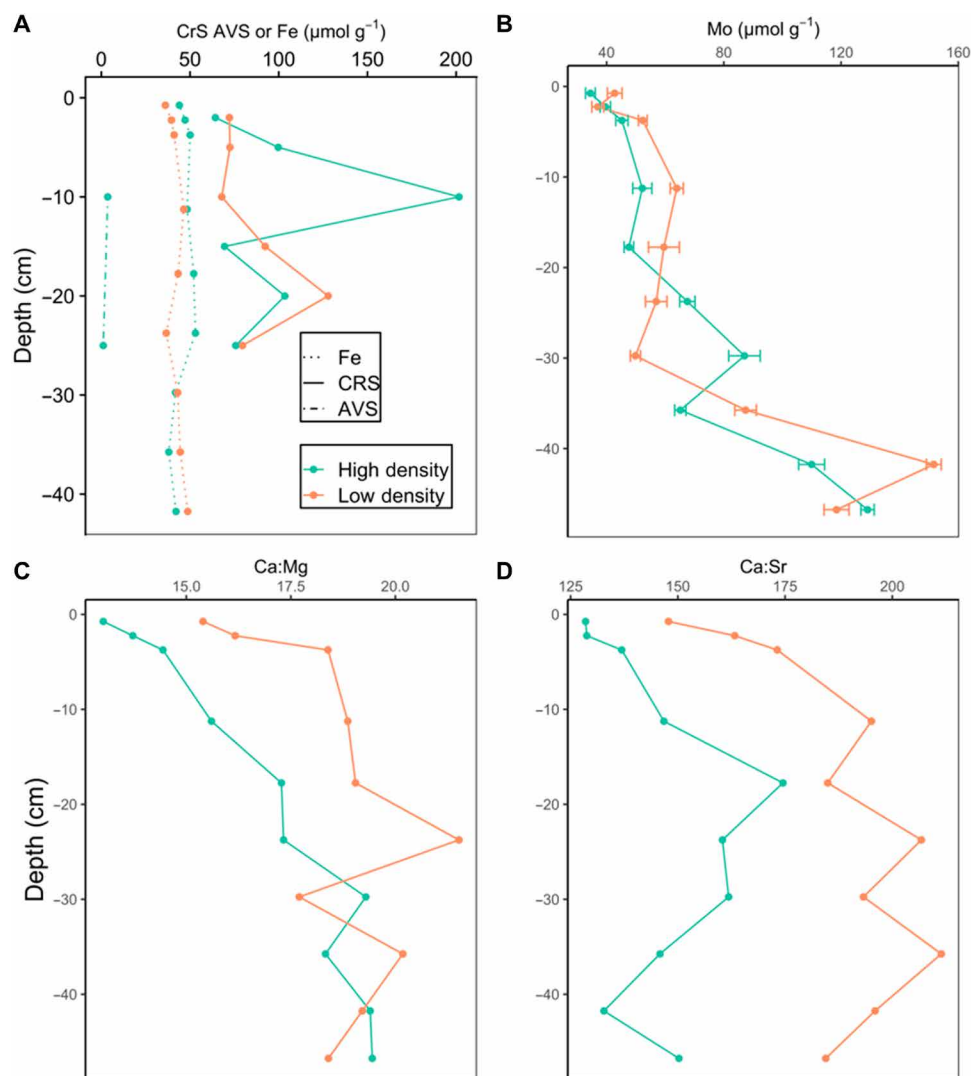 A
CrS AVS or Fe (μmol g⁻¹)
0 50 100 150 200
0
−10
−20
−30
−40
Depth (cm)
Fe
CRS
AVS
High density
Low density
B
Mo (μmol g⁻¹)
40 80 120 160
0
−10
−20
−30
−40
C
Ca:Mg
15.0 17.5 20.0
0
−10
−20
−30
−40
Depth (cm)
D
Ca:Sr
125 150 175 200
0
−10
−20
−30
−40